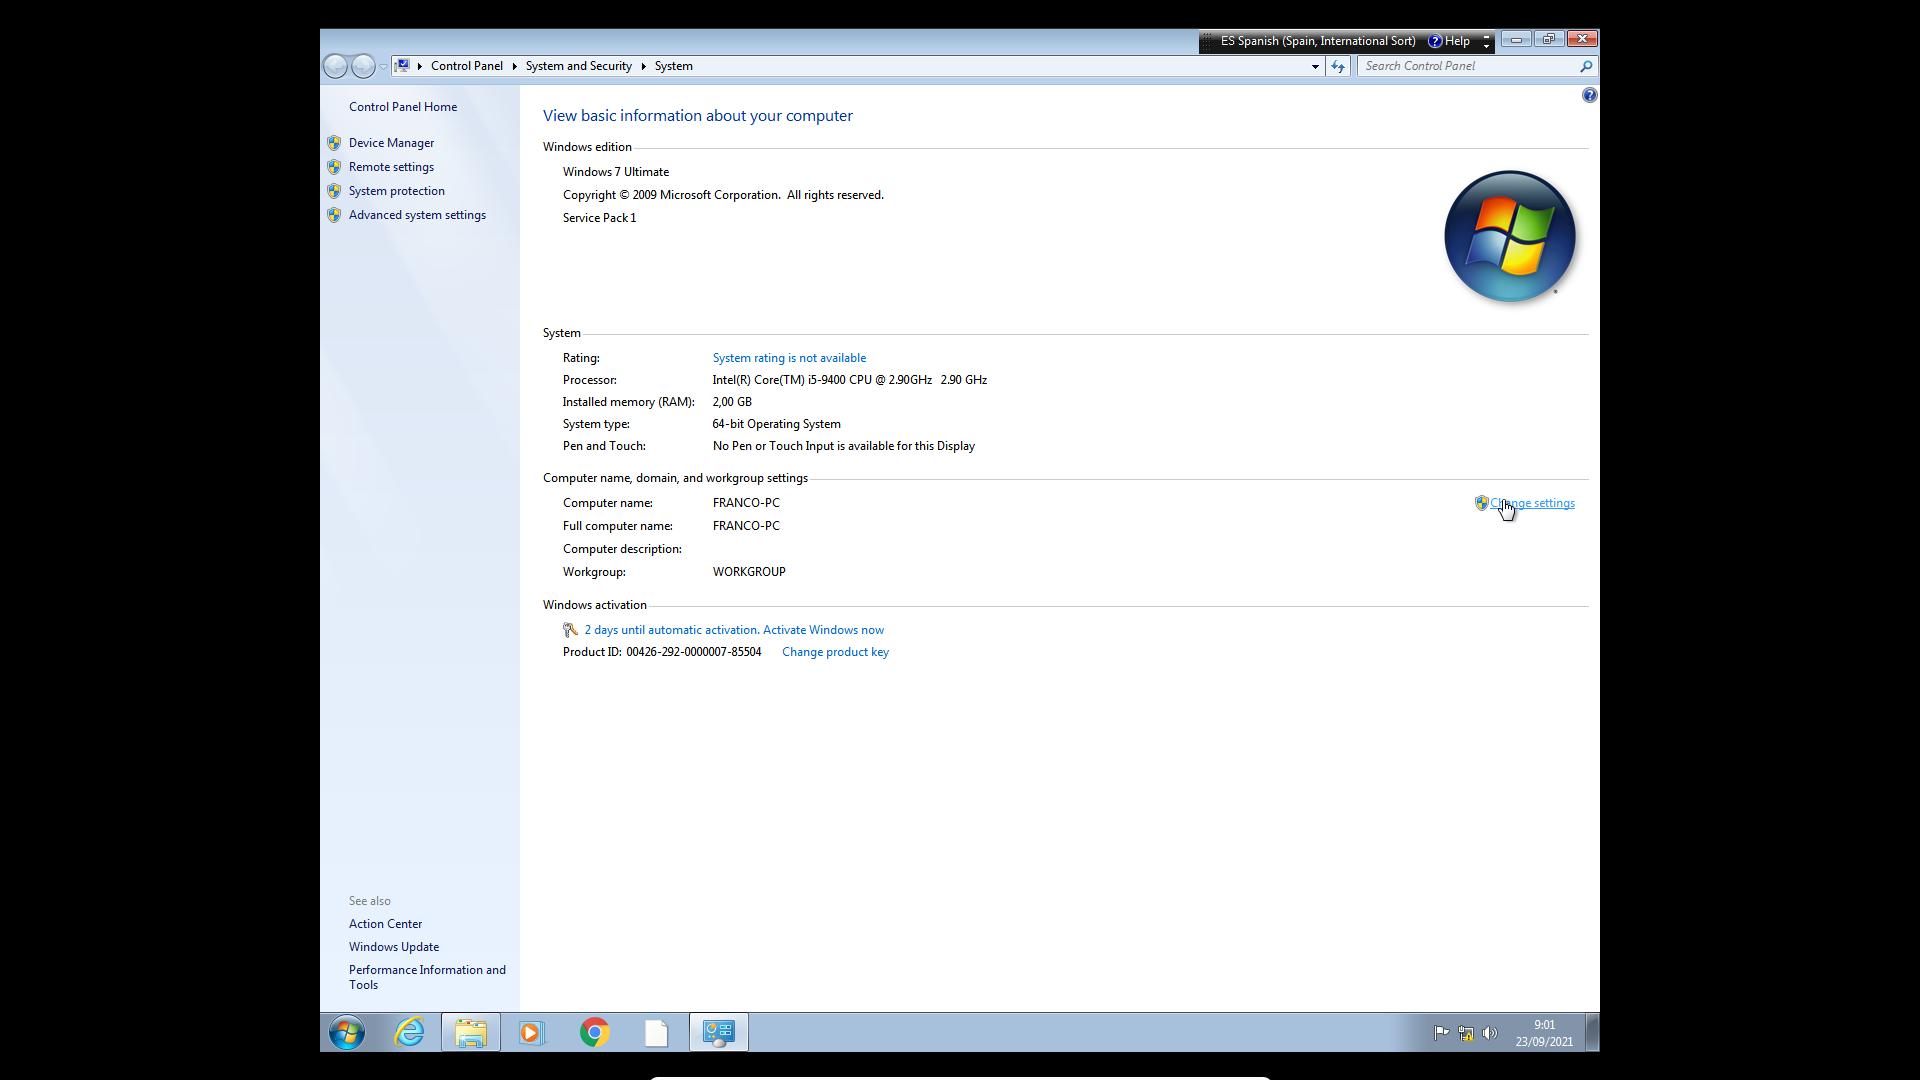 ES Spanish (Spain, International Sort) Help
Control Panel System and Security System
Search Control Panel
Control Panel Home
Device Manager
Remote settings
System protection
Advanced system settings
View basic information about your computer
Windows edition
Windows 7 Ultimate
Copyright © 2009 Microsoft Corporation.  All rights reserved.
Service Pack 1
System
Rating: System rating is not available
Processor: Intel(R) Core(TM) i5-9400 CPU @ 2.90GHz   2.90 GHz
Installed memory (RAM): 2,00 GB
System type: 64-bit Operating System
Pen and Touch: No Pen or Touch Input is available for this Display
Computer name, domain, and workgroup settings
Computer name: FRANCO-PC Change settings
Full computer name: FRANCO-PC
Computer description:
Workgroup: WORKGROUP
Windows activation
2 days until automatic activation. Activate Windows now
Product ID: 00426-292-0000007-85504 Change product key
See also
Action Center
Windows Update
Performance Information and
Tools
9:01
23/09/2021